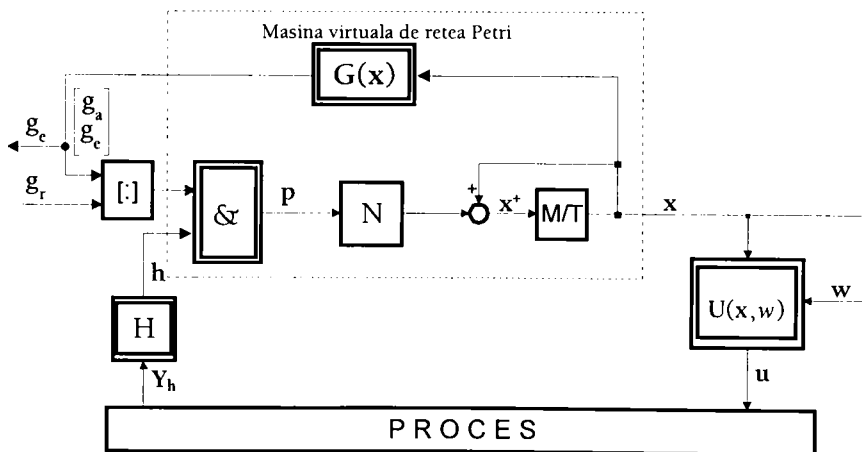 Masina virtuala de retea Petri
G(x)
g_e
[g_a
g_e]
g_r
[:]
&
p
N
+
x⁺
M/T
x
h
H
Y_h
U(x,w)
w
u
PROCES